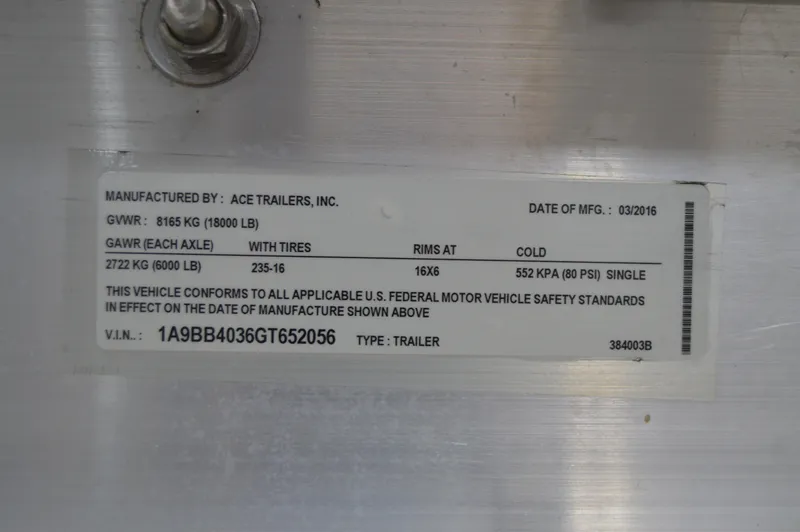 MANUFACTURED BY : ACE TRAILERS, INC. DATE OF MFG. : 03/2016
GVWR : 8165 KG (18000 LB)
GAWR (EACH AXLE) WITH TIRES RIMS AT COLD
2722 KG (6000 LB) 235-16 16X6 552 KPA (80 PSI) SINGLE
THIS VEHICLE CONFORMS TO ALL APPLICABLE U.S. FEDERAL MOTOR VEHICLE SAFETY STANDARDS
IN EFFECT ON THE DATE OF MANUFACTURE SHOWN ABOVE
V.I.N.. : 1A9BB4036GT652056 TYPE : TRAILER 384003B